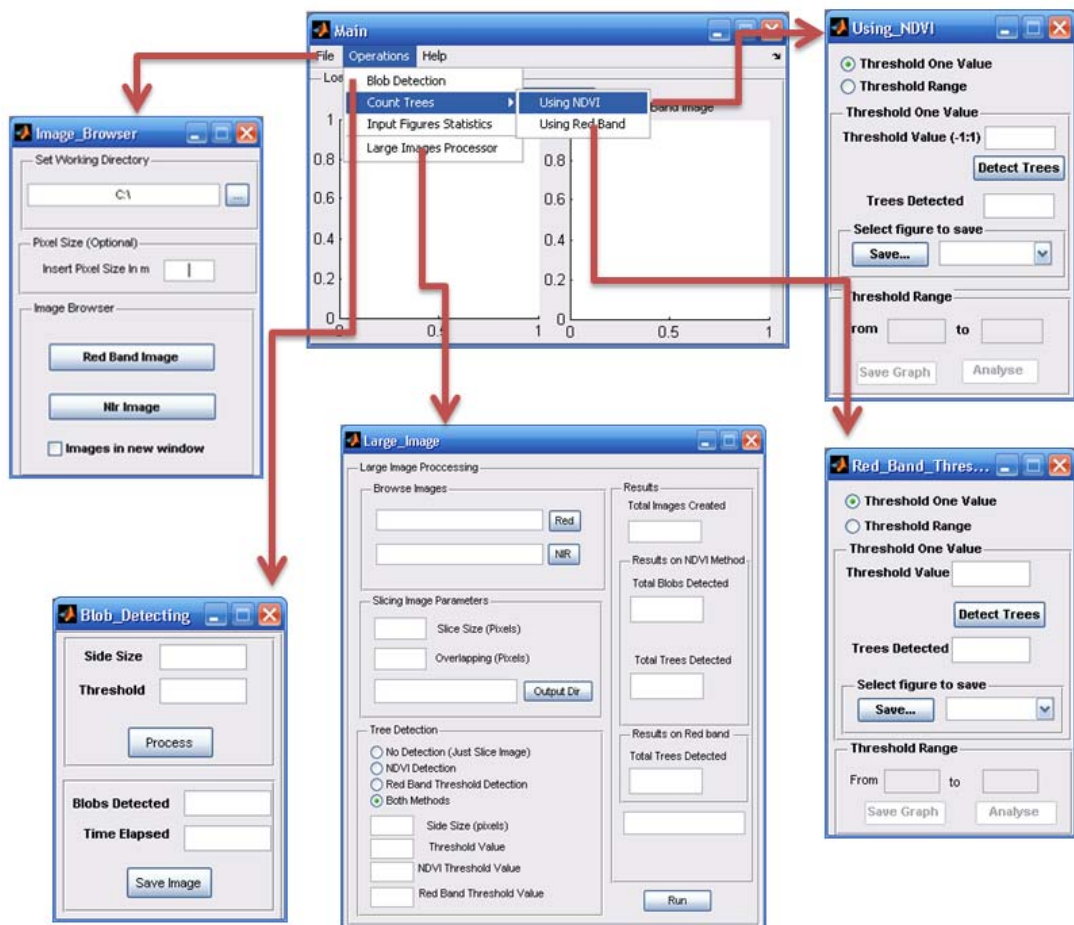 Main
File Operations Help
Loa
Blob Detection
Count Trees
Input Figures Statistics
Large Images Processor
Using NDVI
Using Red Band
Band Image
1
0.8
0.6
0.4
0.2
0
0
0.5
1
0.8
0.6
0.4
0.2
0
0
0.5
1
Using_NDVI
Threshold One Value
Threshold Range
Threshold One Value
Threshold Value (-1:1)
Detect Trees
Trees Detected
Select figure to save
Save...
Threshold Range
From to
Save Graph Analyse
Image_Browser
Set Working Directory
C:\
...
Pixel Size (Optional)
Insert Pixel Size In m
Image Browser
Red Band Image
NIr Image
Images in new window
Large_Image
Large Image Proccessing
Browse Images
Red
NIR
Slicing Image Parameters
Slice Size (Pixels)
Overlapping (Pixels)
Output Dir
Tree Detection
No Detection (Just Slice Image)
NDVI Detection
Red Band Threshold Detection
Both Methods
Side Size (pixels)
Threshold Value
NDVI Threshold Value
Red Band Threshold Value
Results
Total Images Created
Results on NDVI Method
Total Blobs Detected
Total Trees Detected
Results on Red band
Total Trees Detected
Run
Red_Band_Thres...
Threshold One Value
Threshold Range
Threshold One Value
Threshold Value
Detect Trees
Trees Detected
Select figure to save
Save...
Threshold Range
From to
Save Graph Analyse
Blob_Detecting
Side Size
Threshold
Process
Blobs Detected
Time Elapsed
Save Image